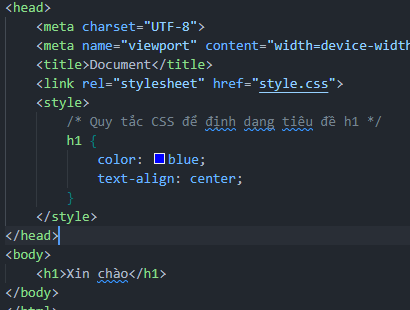 <head>
<meta charset="UTF-8">
<meta name="viewport" content="width=device-width
<title>Document</title>
<link rel="stylesheet" href="style.css">
<style>
/* Quy tắc CSS để định dạng tiêu đề h1 */
h1 {
color: blue;
text-align: center;
}
</style>
</head>
<body>
<h1>Xin chào</h1>
</body>
</html>